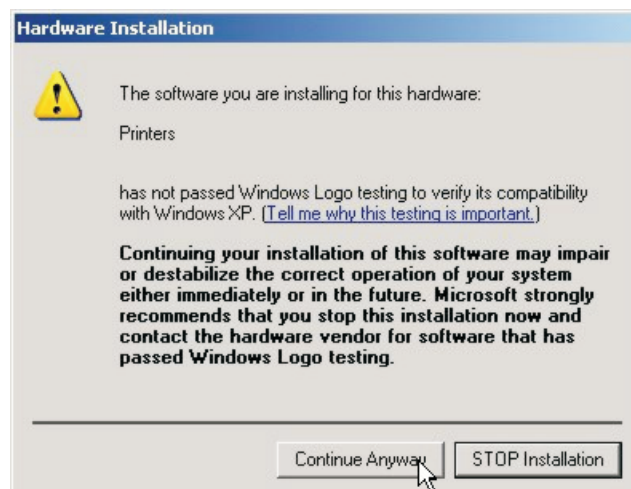 Hardware Installation
The software you are installing for this hardware:
Printers
has not passed Windows Logo testing to verify its compatibility
with Windows XP. (Tell me why this testing is important.)
Continuing your installation of this software may impair
or destabilize the correct operation of your system
either immediately or in the future. Microsoft strongly
recommends that you stop this installation now and
contact the hardware vendor for software that has
passed Windows Logo testing.
Continue Anyway STOP Installation